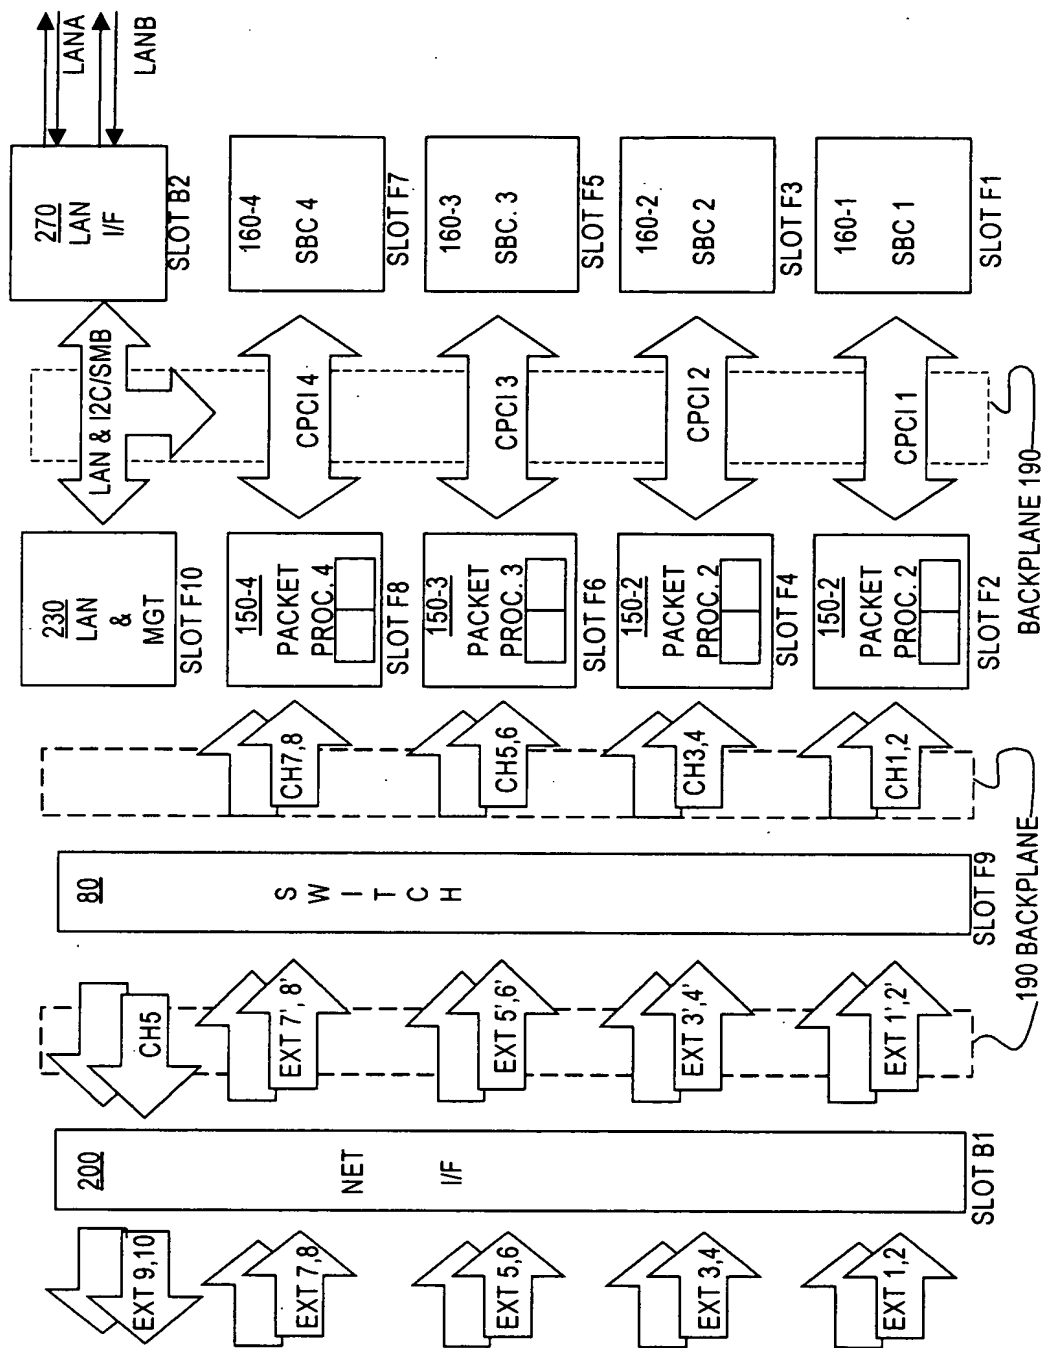 LANA
LANB
270
LAN
I/F
SLOT B2
160-4
SBC 4
SLOT F7
160-3
SBC. 3
SLOT F5
160-2
SBC 2
SLOT F3
160-1
SBC 1
SLOT F1
LAN & I2C/SMB
CPCI 4
CPCI 3
CPCI 2
CPCI 1
BACKPLANE 190
230
LAN
&
MGT
SLOT F10
150-4
PACKET
PROC. 4
SLOT F8
150-3
PACKET
PROC. 3
SLOT F6
150-2
PACKET
PROC. 2
SLOT F4
150-2
PACKET
PROC. 2
SLOT F2
CH7,8
CH5,6
CH3,4
CH1,2
190 BACKPLANE
80
SWITCH
SLOT F9
CH5
EXT 7', 8'
EXT 5',6'
EXT 3',4'
EXT 1',2'
200
NET
I/F
SLOT B1
EXT 9,10
EXT 7,8
EXT 5,6
EXT 3,4
EXT 1,2